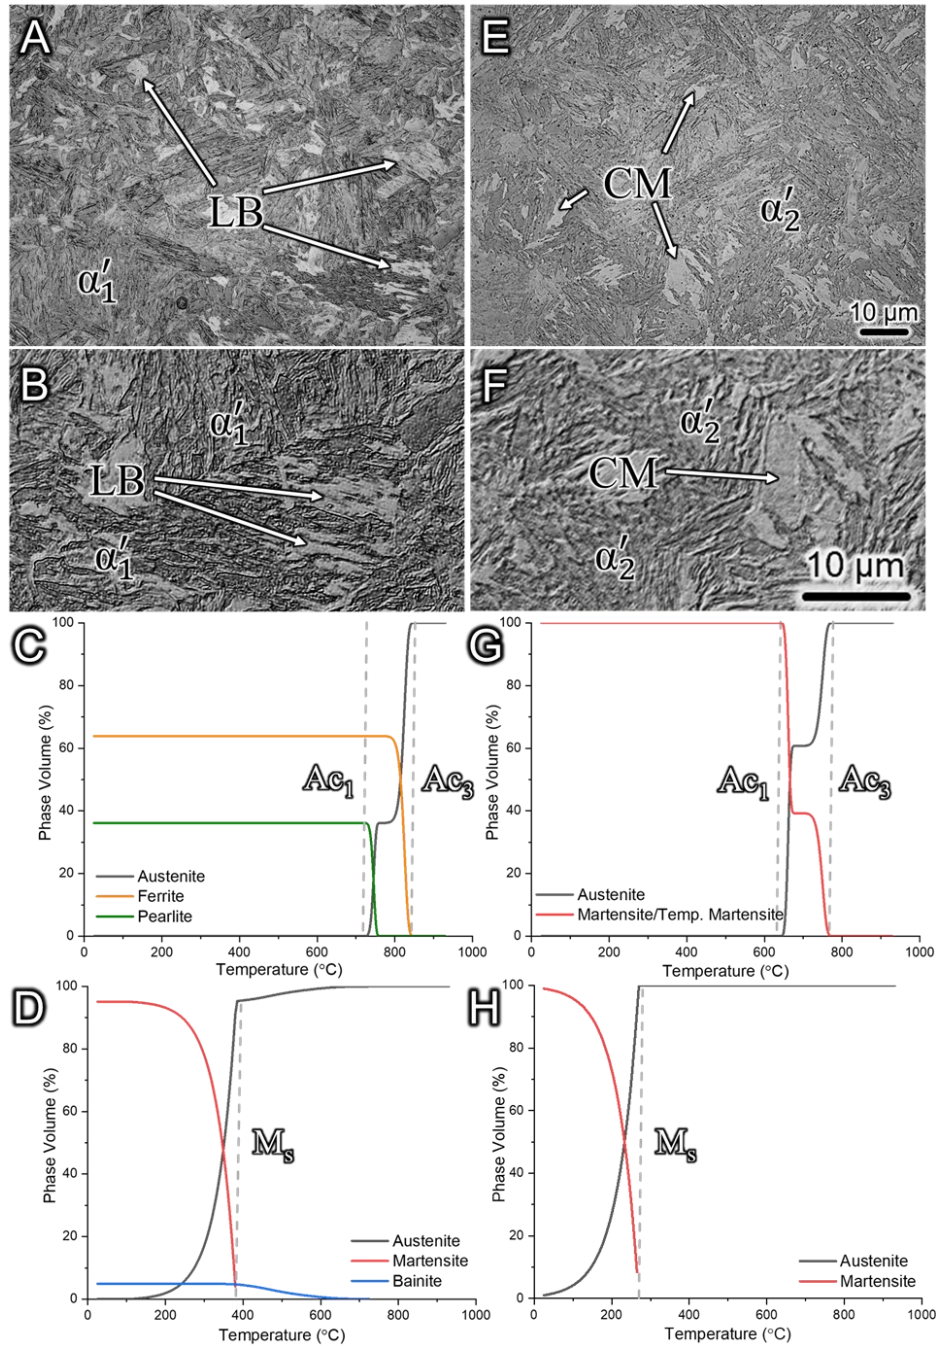 A
LB
α′₁
E
CM
α′₂
10 µm
B
α′₁
LB
α′₁
F
α′₂
CM
α′₂
10 µm
C
100
80
60
40
20
0
Phase Volume (%)
Ac₁
Ac₃
Austenite
Ferrite
Pearlite
0 200 400 600 800 1000
Temperature (°C)
G
100
80
60
40
20
0
Phase Volume (%)
Ac₁
Ac₃
Austenite
Martensite/Temp. Martensite
0 200 400 600 800 1000
Temperature (°C)
D
100
80
60
40
20
0
Phase Volume (%)
Mₛ
Austenite
Martensite
Bainite
0 200 400 600 800 1000
Temperature (°C)
H
100
80
60
40
20
0
Phase Volume (%)
Mₛ
Austenite
Martensite
0 200 400 600 800 1000
Temperature (°C)